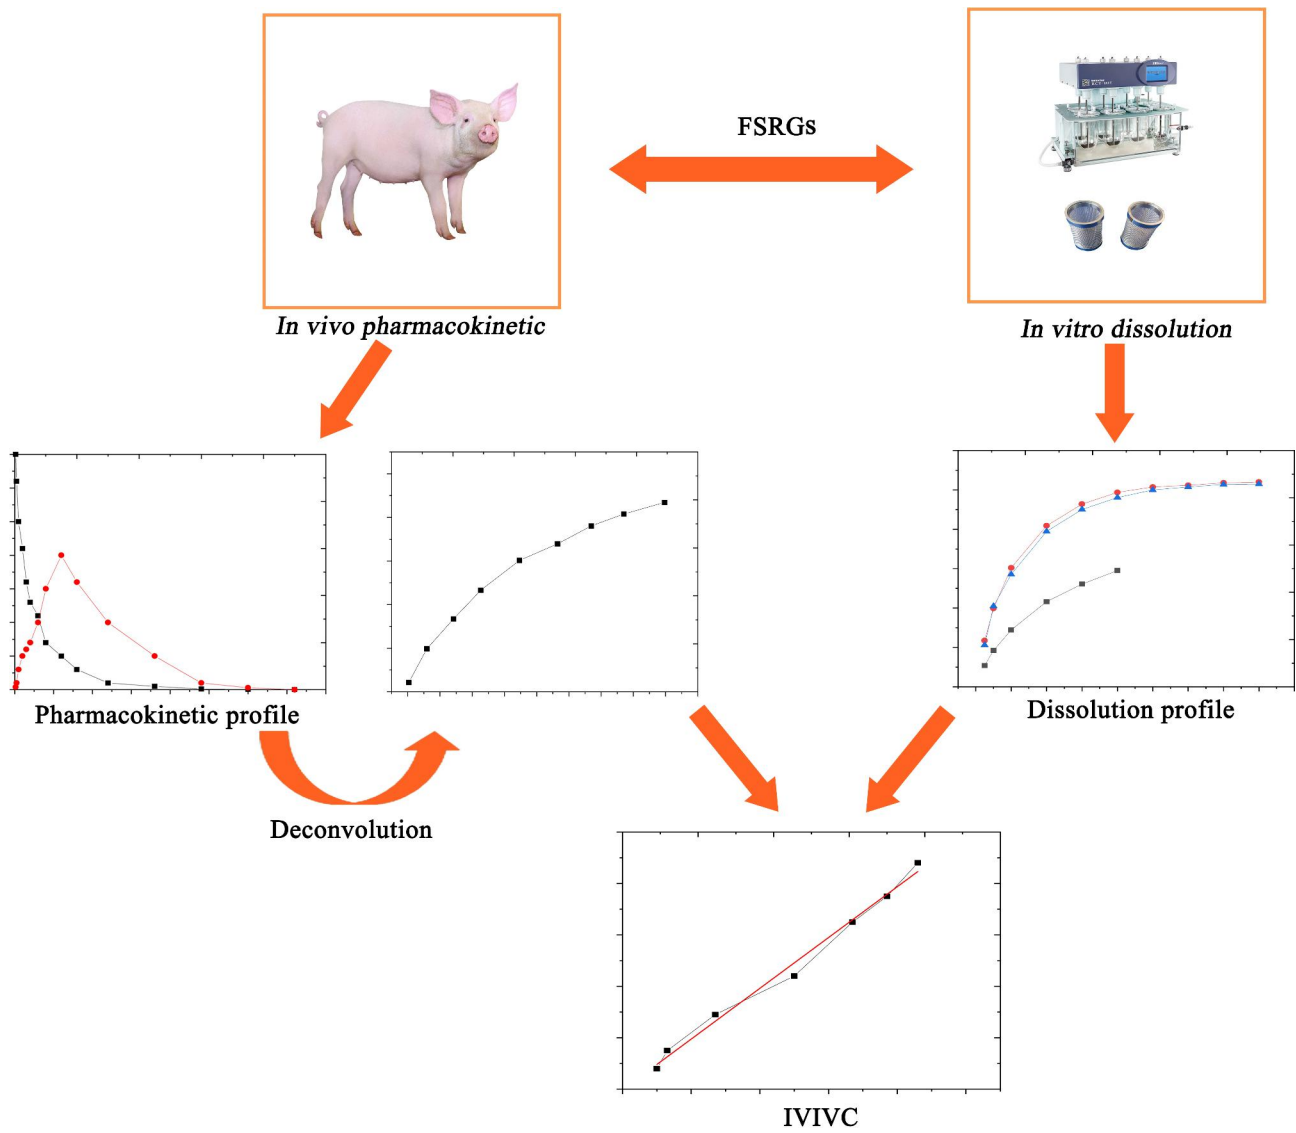 FSRGs
In vivo pharmacokinetic
In vitro dissolution
Pharmacokinetic profile
Dissolution profile
Deconvolution
IVIVC